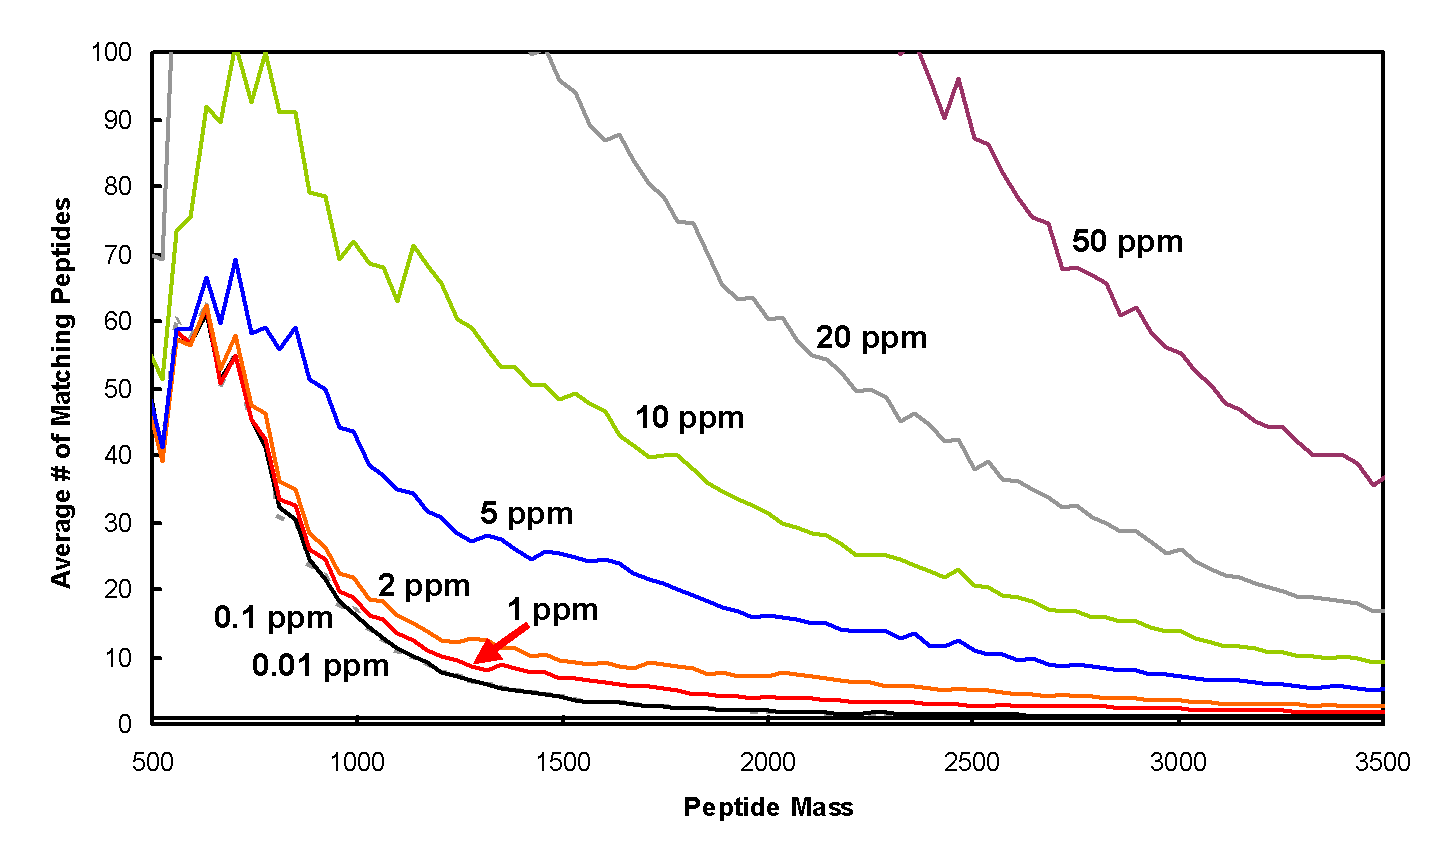 100
90
80
70
60
50
40
30
20
10
0
Average # of Matching Peptides
50 ppm
20 ppm
10 ppm
5 ppm
2 ppm
1 ppm
0.1 ppm
0.01 ppm
500 1000 1500 2000 2500 3000 3500
Peptide Mass